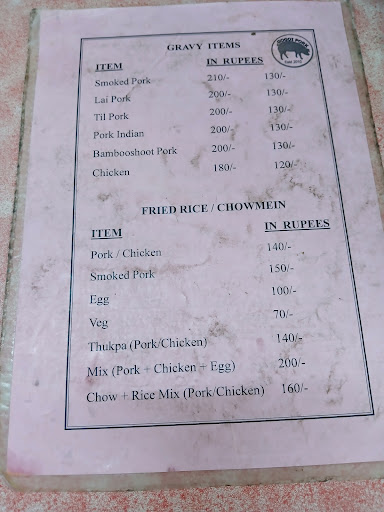 GRAVY ITEMS
ITEM IN RUPEES
Smoked Pork 210/- 130/-
Lai Pork 200/- 130/-
Til Pork 200/- 130/-
Pork Indian 200/- 130/-
Bambooshoot Pork 200/- 130/-
Chicken 180/- 120/-
FRIED RICE / CHOWMEIN
ITEM IN RUPEES
Pork / Chicken 140/-
Smoked Pork 150/-
Egg 100/-
Veg 70/-
Thukpa (Pork/Chicken) 140/-
Mix (Pork + Chicken + Egg) 200/-
Chow + Rice Mix (Pork/Chicken) 160/-